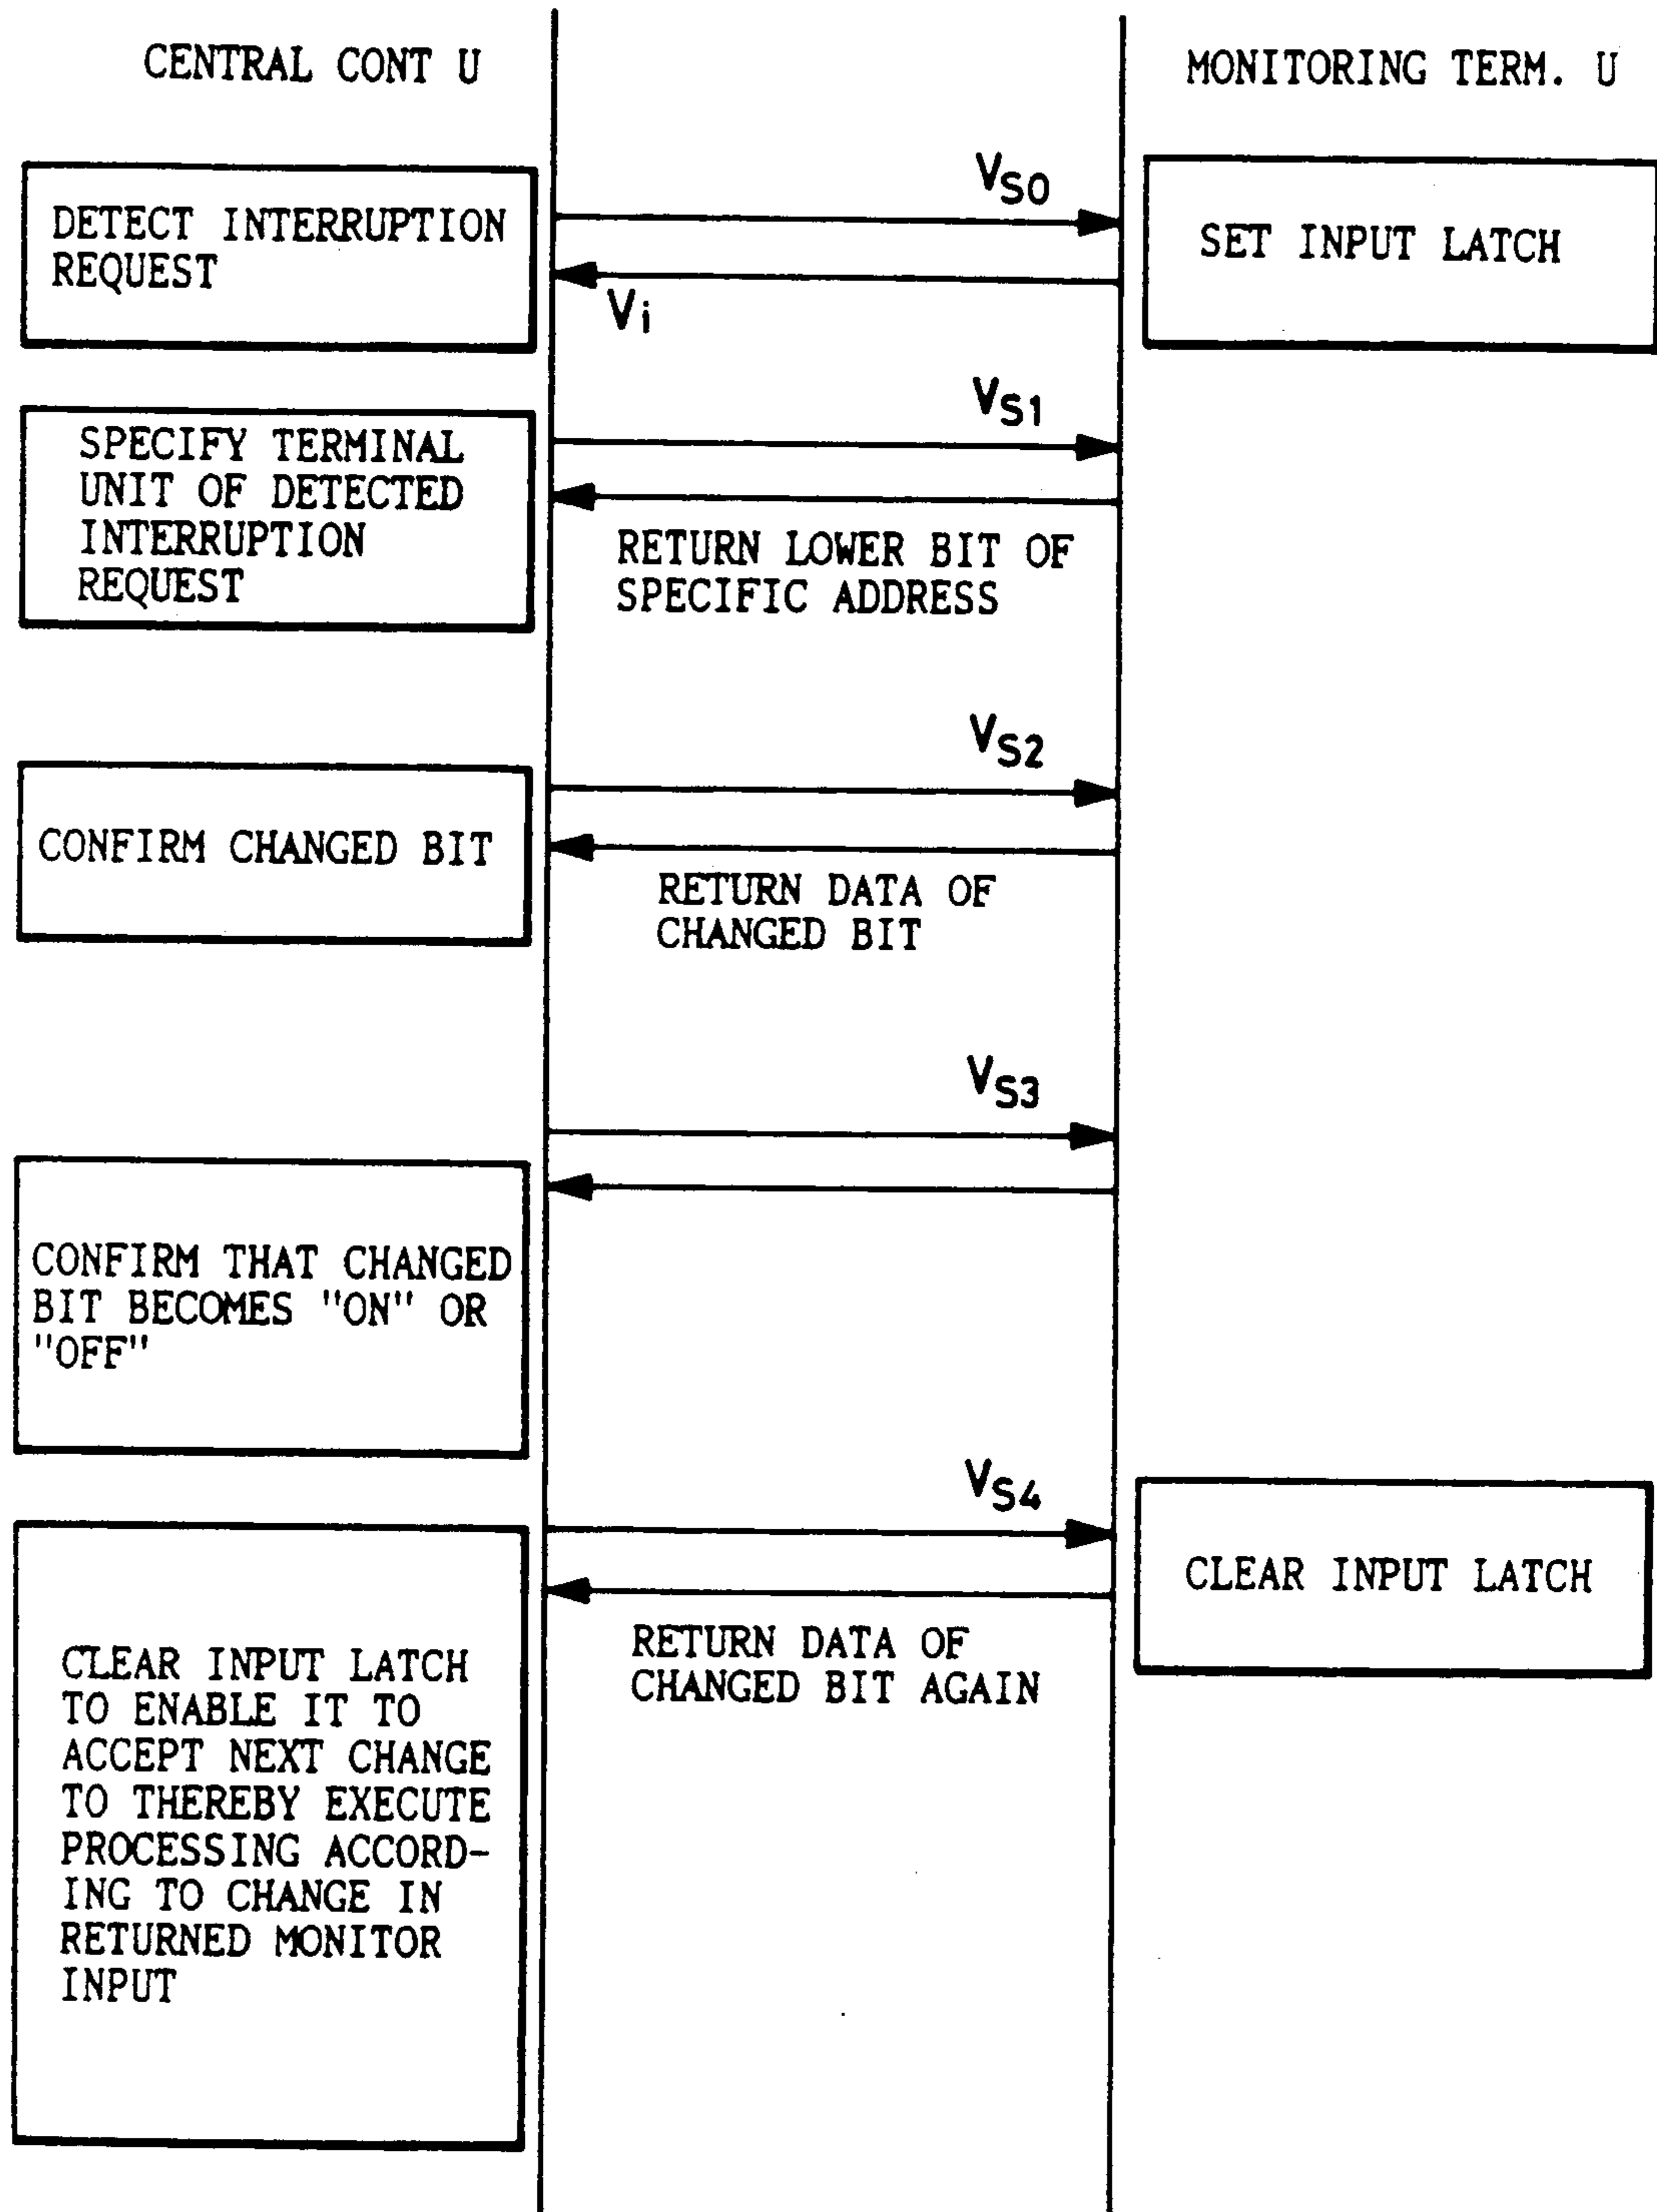 CENTRAL CONT U
MONITORING TERM. U
VS0
DETECT INTERRUPTION
REQUEST
SET INPUT LATCH
Vi
VS1
SPECIFY TERMINAL
UNIT OF DETECTED
INTERRUPTION
REQUEST
RETURN LOWER BIT OF
SPECIFIC ADDRESS
VS2
CONFIRM CHANGED BIT
RETURN DATA OF
CHANGED BIT
VS3
CONFIRM THAT CHANGED
BIT BECOMES "ON" OR
"OFF"
VS4
CLEAR INPUT LATCH
RETURN DATA OF
CHANGED BIT AGAIN
CLEAR INPUT LATCH
TO ENABLE IT TO
ACCEPT NEXT CHANGE
TO THEREBY EXECUTE
PROCESSING ACCORD-
ING TO CHANGE IN
RETURNED MONITOR
INPUT